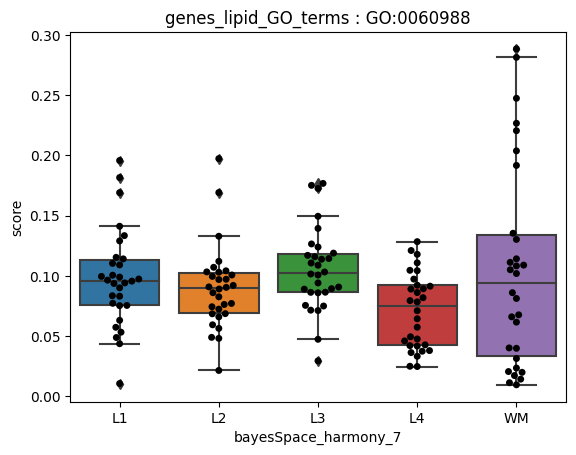 genes_lipid_GO_terms : GO:0060988
0.30
0.25
0.20
0.15
0.10
0.05
0.00
score
L1 L2 L3 L4 WM
bayesSpace_harmony_7